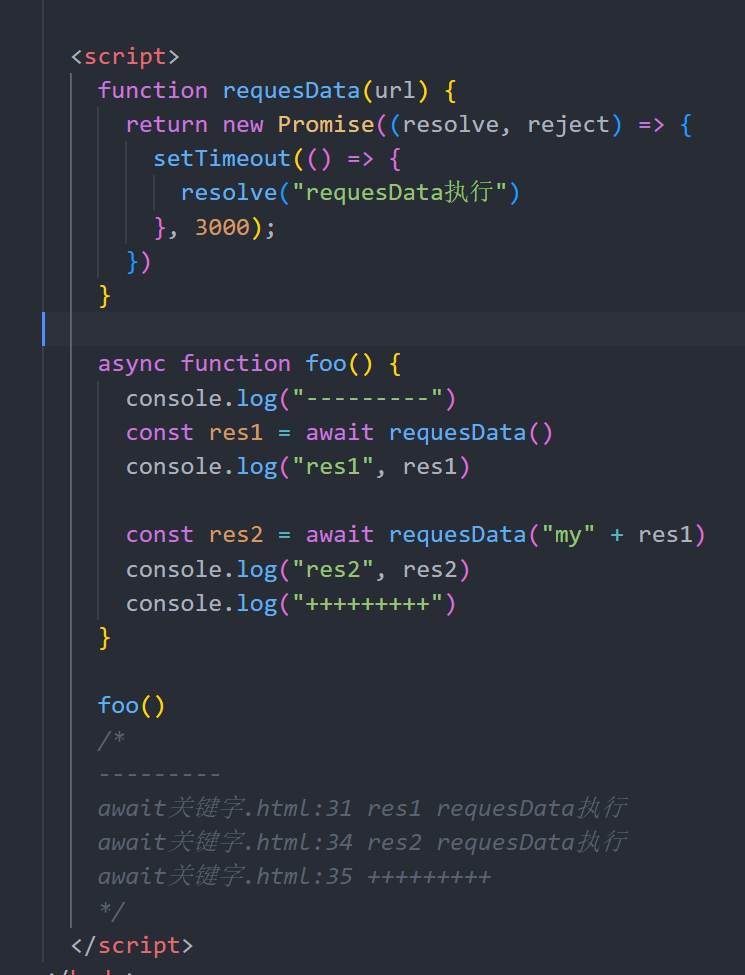 <script>
function requesData(url) {
return new Promise((resolve, reject) => {
setTimeout(() => {
resolve("requesData执行")
}, 3000);
})
}
async function foo() {
console.log("---------")
const res1 = await requesData()
console.log("res1", res1)
const res2 = await requesData("my" + res1)
console.log("res2", res2)
console.log("+++++++++")
}
foo()
/*
---------
await关键字.html:31 res1 requesData执行
await关键字.html:34 res2 requesData执行
await关键字.html:35 +++++++++
*/
</script>